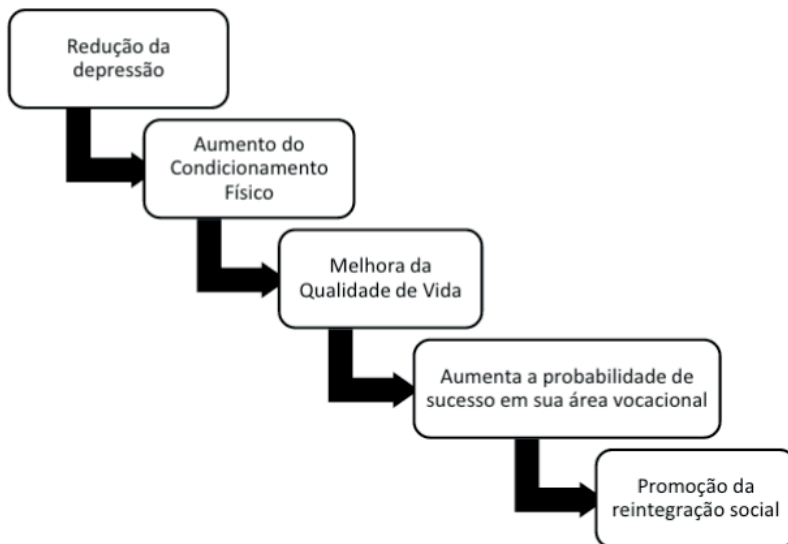 Redução da
depressão
Aumento do
Condicionamento
Físico
Melhora da
Qualidade de Vida
Aumenta a probabilidade de
sucesso em sua área vocacional
Promoção da
reintegração social